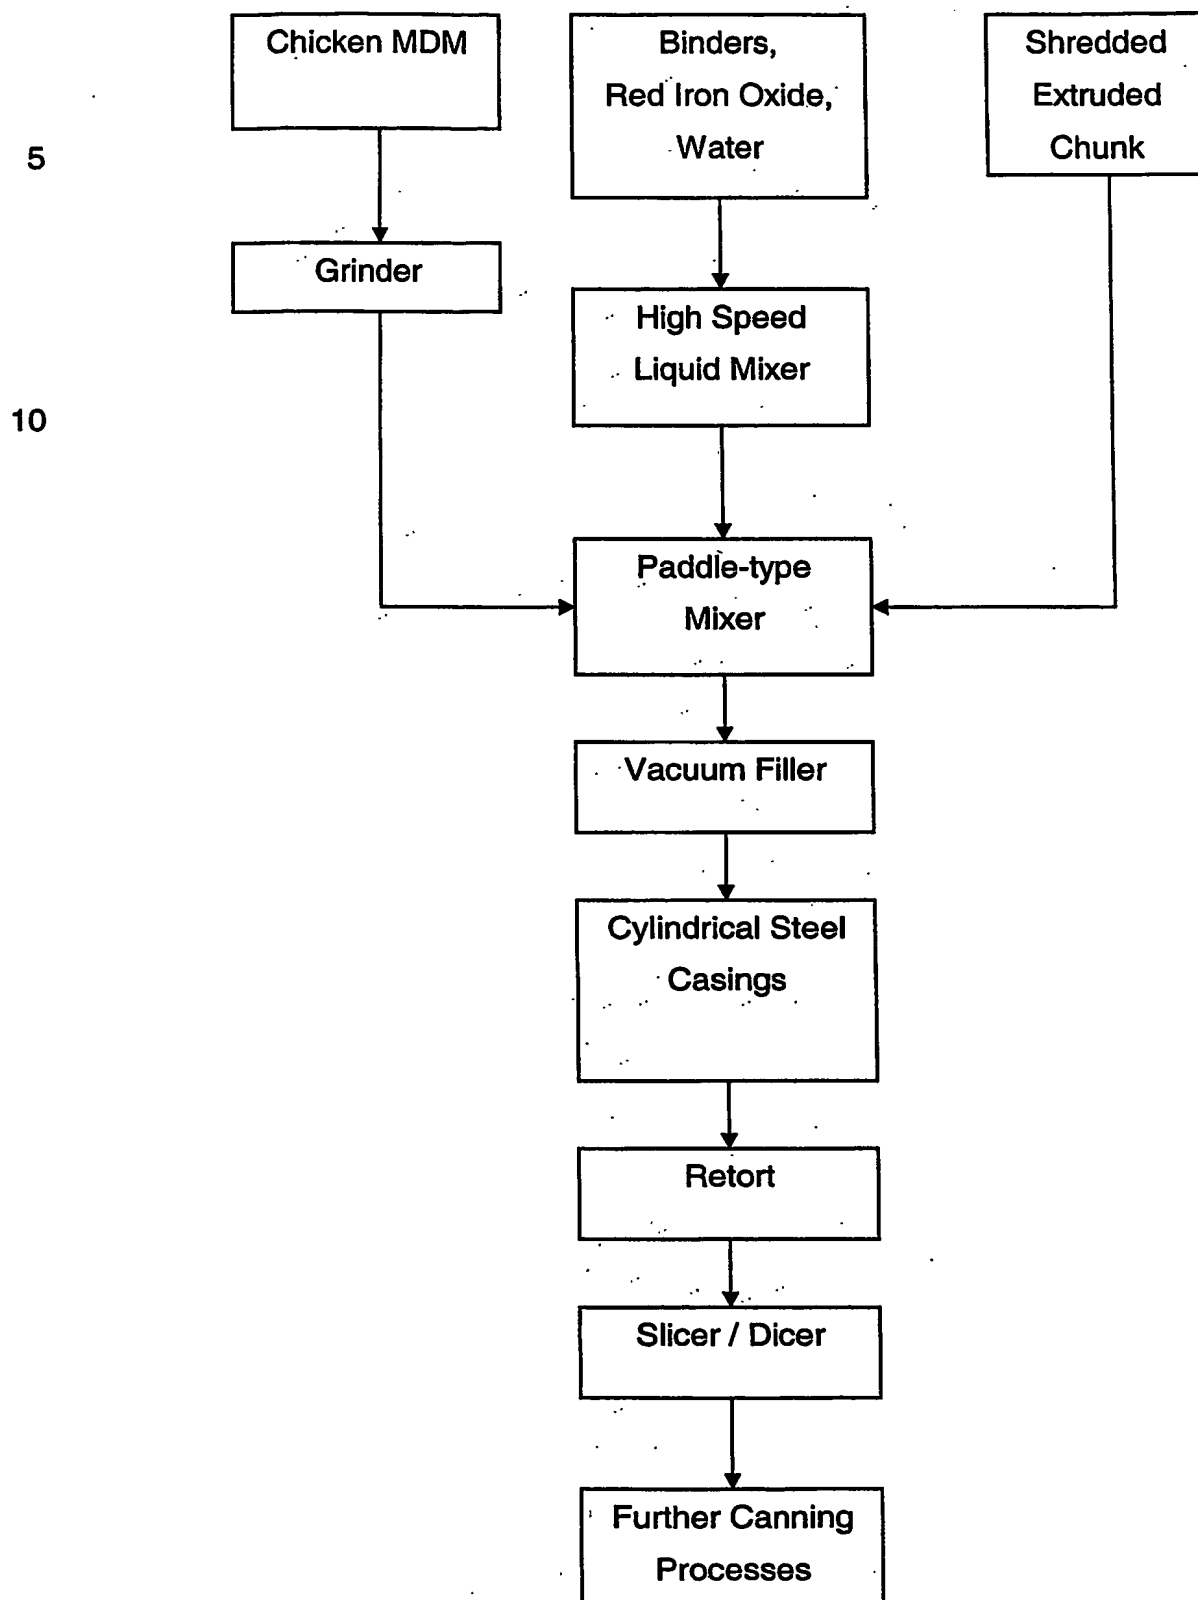 Chicken MDM
Binders,
Red Iron Oxide,
Water
Shredded
Extruded
Chunk
5
Grinder
High Speed
Liquid Mixer
10
Paddle-type
Mixer
Vacuum Filler
Cylindrical Steel
Casings
Retort
Slicer / Dicer
Further Canning
Processes